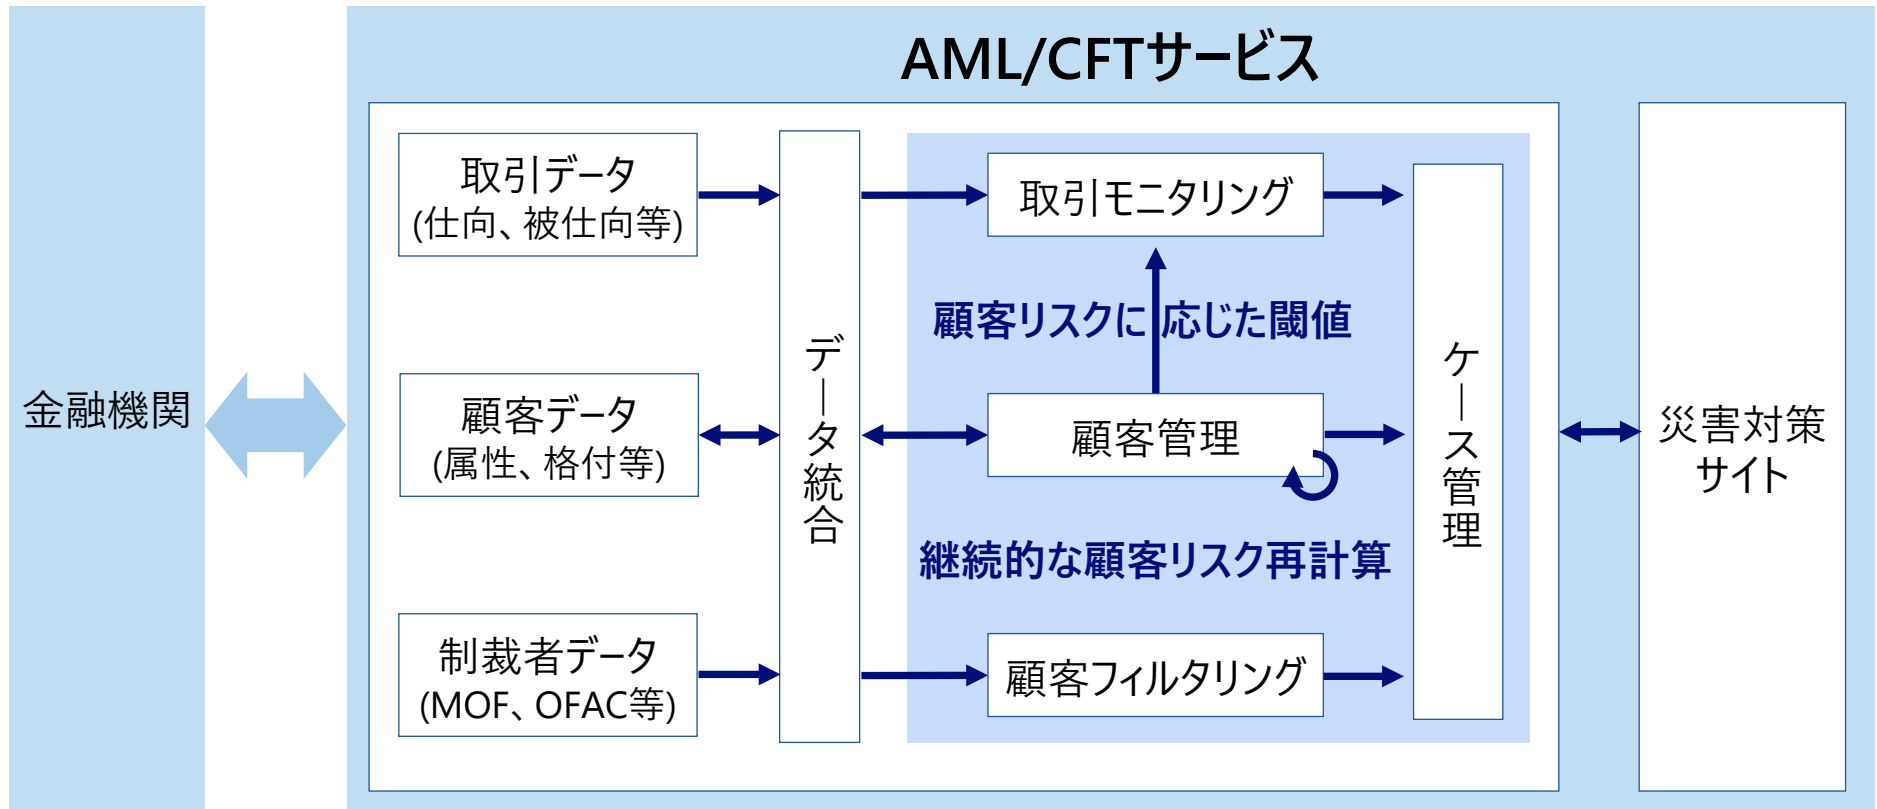 AML/CFTサービス
金融機関
取引データ
(仕向、被仕向等)
顧客データ
(属性、格付等)
制裁者データ
(MOF、OFAC等)
データ統合
取引モニタリング
顧客リスクに応じた閾値
顧客管理
継続的な顧客リスク再計算
顧客フィルタリング
ケース管理
災害対策
サイト